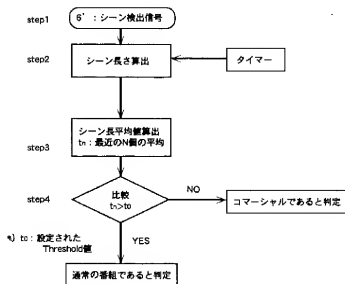 step1
6'：シーン検出信号
step2
シーン長さ算出
タイマー
シーン長平均値算出
tn：最近のN個の平均
step3
step4
比較
tn>to
NO
コマーシャルであると判定
YES
*) to：設定された
Threshold値
通常の番組であると判定